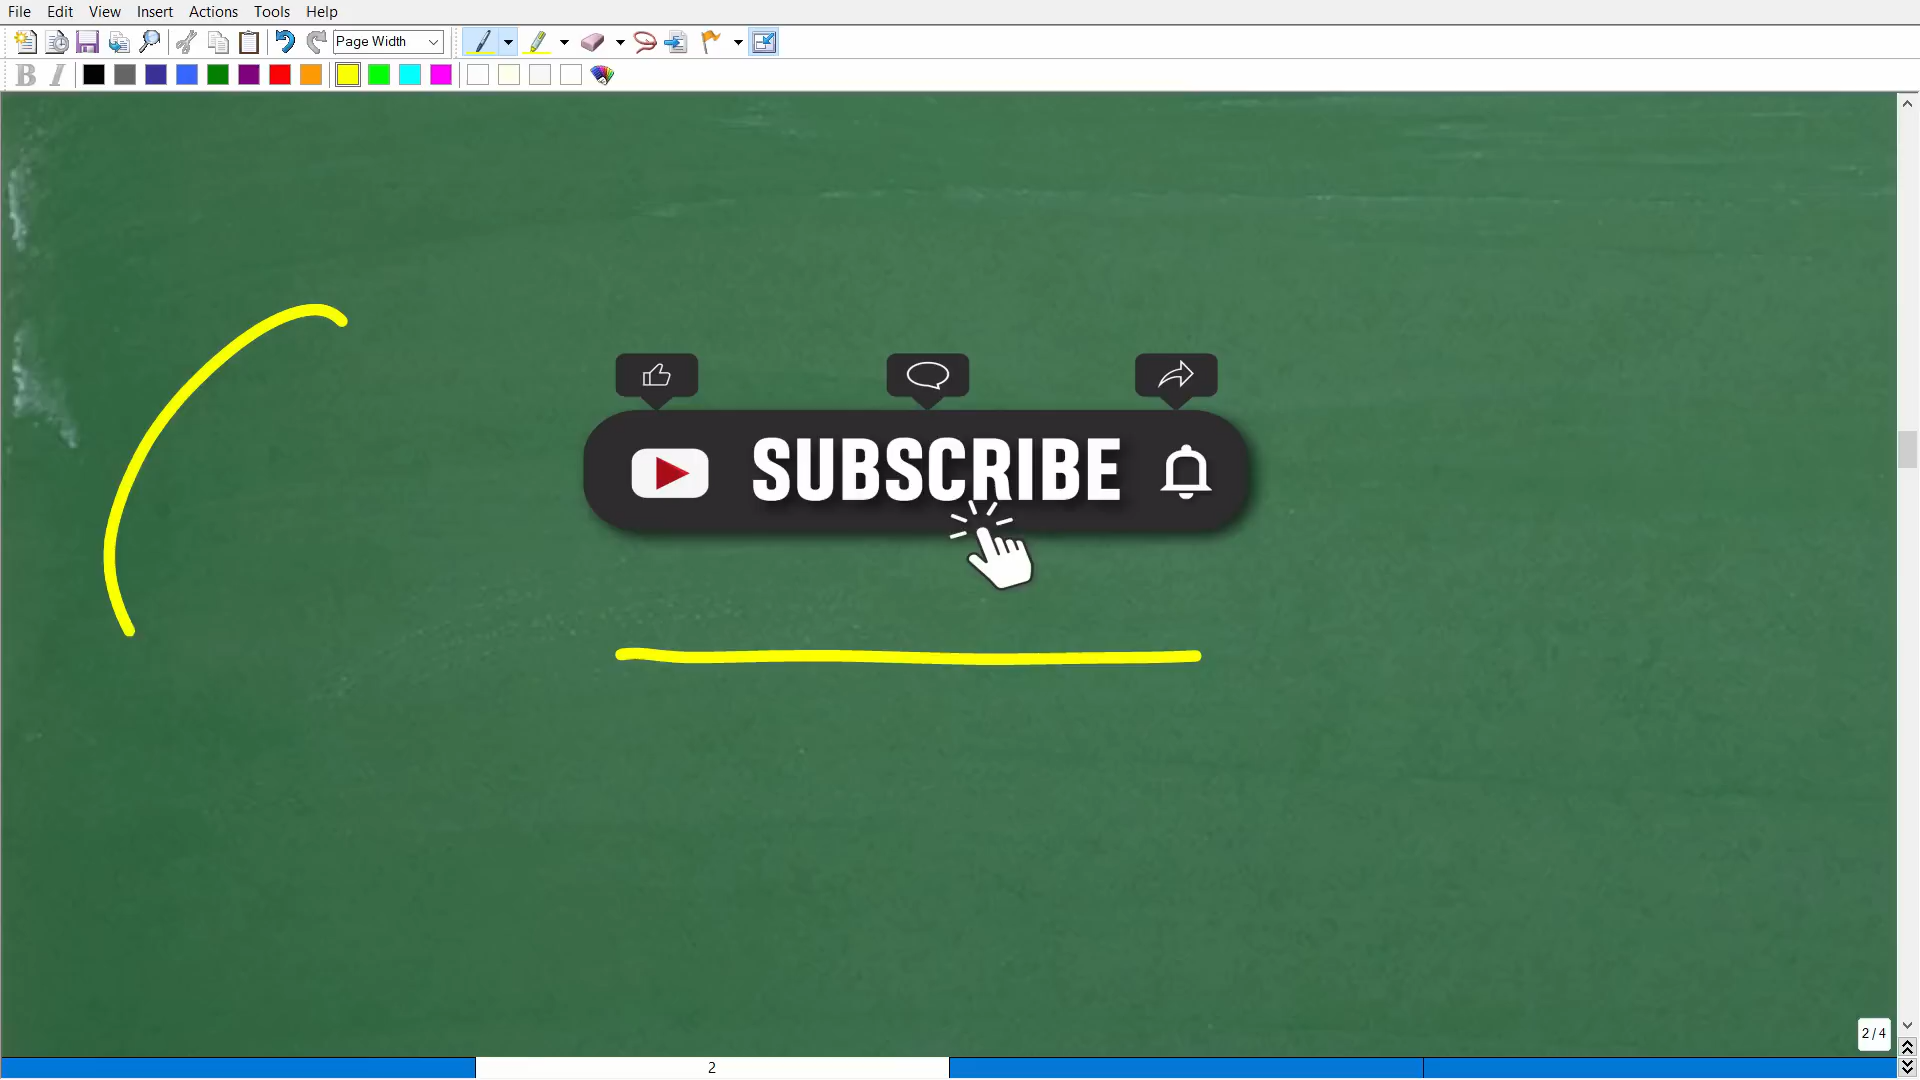 File Edit View Insert Actions Tools Help
Page Width
B I
SUBSCRIBE
2 / 4
2